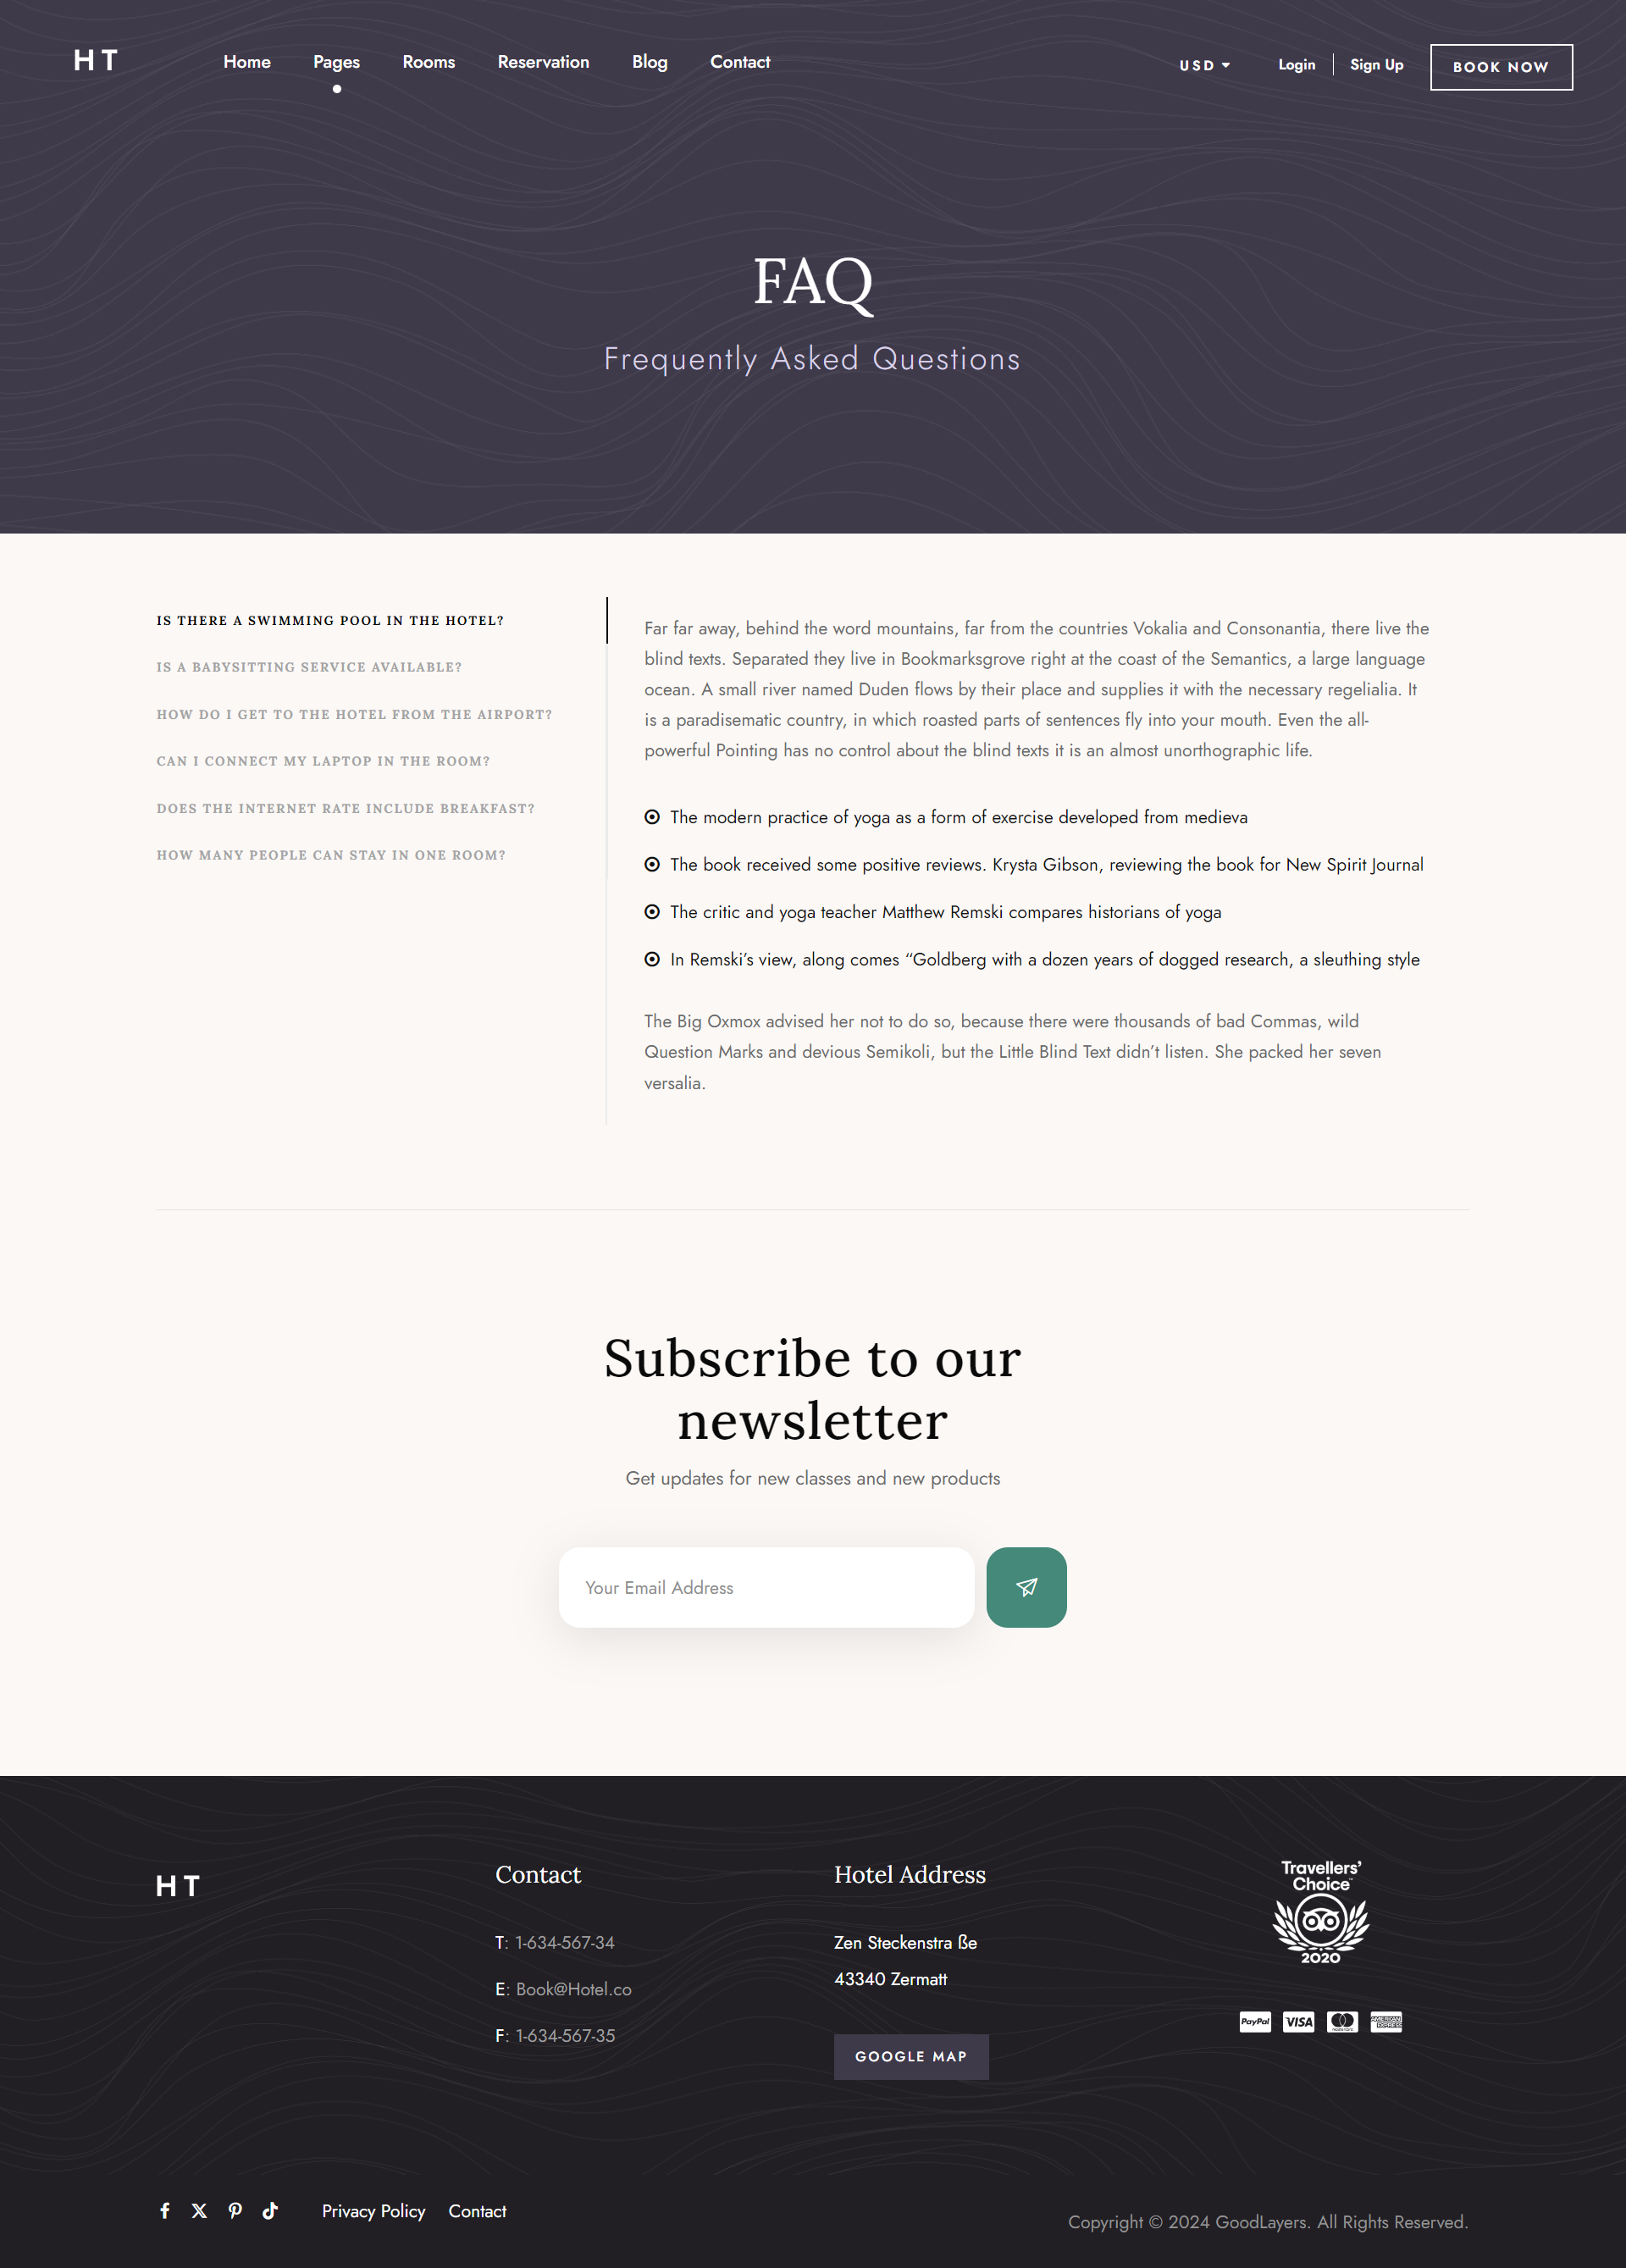 HT
Home Pages Rooms Reservation Blog Contact
USD Login Sign Up BOOK NOW
FAQ
Frequently Asked Questions
IS THERE A SWIMMING POOL IN THE HOTEL?
IS A BABYSITTING SERVICE AVAILABLE?
HOW DO I GET TO THE HOTEL FROM THE AIRPORT?
CAN I CONNECT MY LAPTOP IN THE ROOM?
DOES THE INTERNET RATE INCLUDE BREAKFAST?
HOW MANY PEOPLE CAN STAY IN ONE ROOM?
Far far away, behind the word mountains, far from the countries Vokalia and Consonantia, there live the
blind texts. Separated they live in Bookmarksgrove right at the coast of the Semantics, a large language
ocean. A small river named Duden flows by their place and supplies it with the necessary regelialia. It
is a paradisematic country, in which roasted parts of sentences fly into your mouth. Even the all-
powerful Pointing has no control about the blind texts it is an almost unorthographic life.
The modern practice of yoga as a form of exercise developed from medieva
The book received some positive reviews. Krysta Gibson, reviewing the book for New Spirit Journal
The critic and yoga teacher Matthew Remski compares historians of yoga
In Remski’s view, along comes “Goldberg with a dozen years of dogged research, a sleuthing style
The Big Oxmox advised her not to do so, because there were thousands of bad Commas, wild
Question Marks and devious Semikoli, but the Little Blind Text didn’t listen. She packed her seven
versalia.
Subscribe to our
newsletter
Get updates for new classes and new products
Your Email Address
HT
Contact
T: 1-634-567-34
E: Book@Hotel.co
F: 1-634-567-35
Hotel Address
Zen Steckenstra ße
43340 Zermatt
GOOGLE MAP
Travellers’
Choice
2020
PayPal VISA MasterCard AMERICAN EXPRESS
Privacy Policy Contact
Copyright © 2024 GoodLayers. All Rights Reserved.